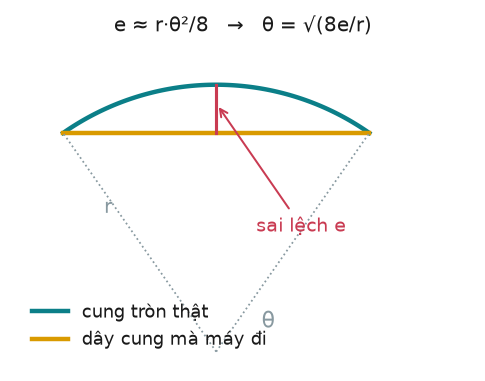 e ≈ r·θ²/8 → θ = √(8e/r)
r
sai lệch e
cung tròn thật
θ
dây cung mà máy đi